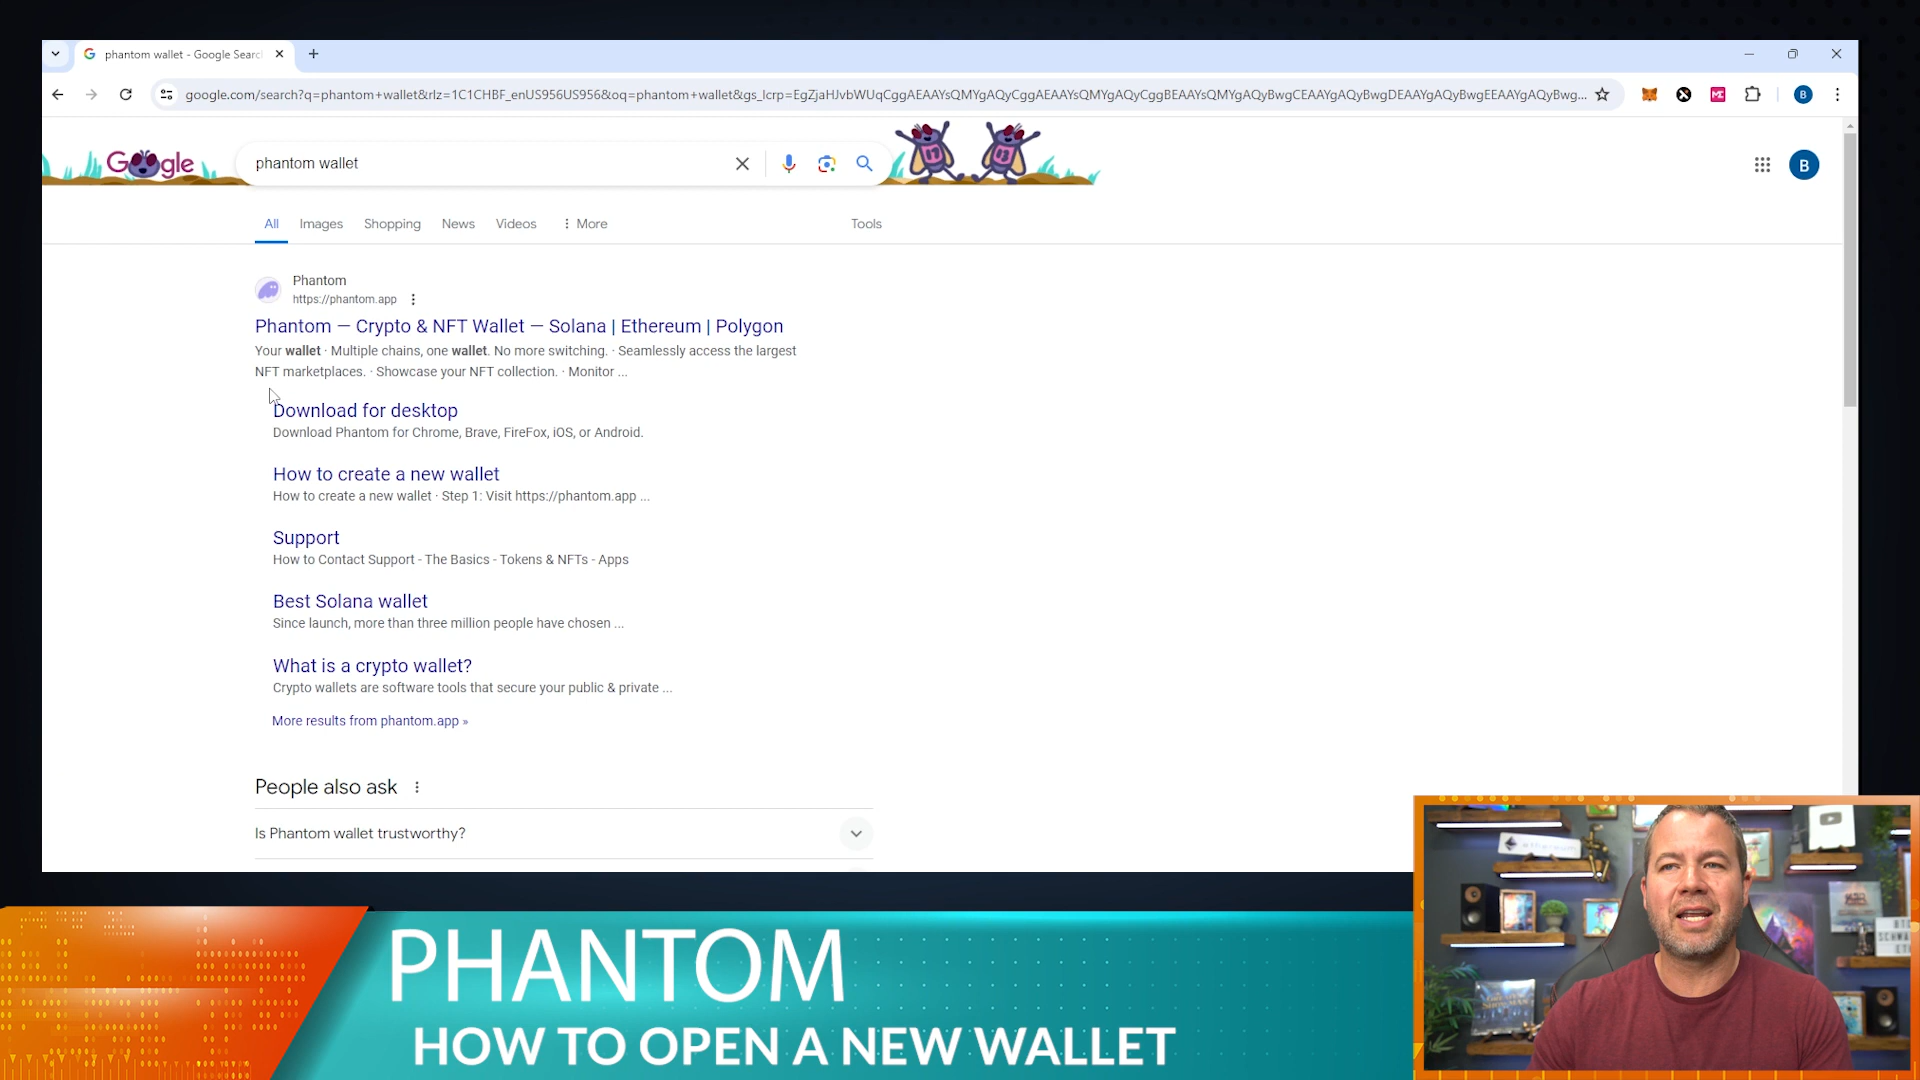 phantom wallet - Google Searc
google.com/search?q=phantom+wallet&rlz=1C1CHBF_enUS956US956&oq=phantom+wallet&gs_lcrp=EgZjaHJvbWUqCggAEAAYsQMYgAQyCggAEAAYsQMYgAQyCggBEAAYsQMYgAQyBwgCEAAYgAQyBwgDEAAYgAQyBwgEEAAYgAQyBwg...
B
Google
phantom wallet
B
All Images Shopping News Videos More Tools
Phantom
https://phantom.app
Phantom — Crypto & NFT Wallet — Solana | Ethereum | Polygon
Your wallet · Multiple chains, one wallet. No more switching. · Seamlessly access the largest
NFT marketplaces. · Showcase your NFT collection. · Monitor ...
Download for desktop
Download Phantom for Chrome, Brave, FireFox, iOS, or Android.
How to create a new wallet
How to create a new wallet · Step 1: Visit https://phantom.app ...
Support
How to Contact Support - The Basics - Tokens & NFTs - Apps
Best Solana wallet
Since launch, more than three million people have chosen ...
What is a crypto wallet?
Crypto wallets are software tools that secure your public & private ...
More results from phantom.app »
People also ask
Is Phantom wallet trustworthy?
PHANTOM
HOW TO OPEN A NEW WALLET